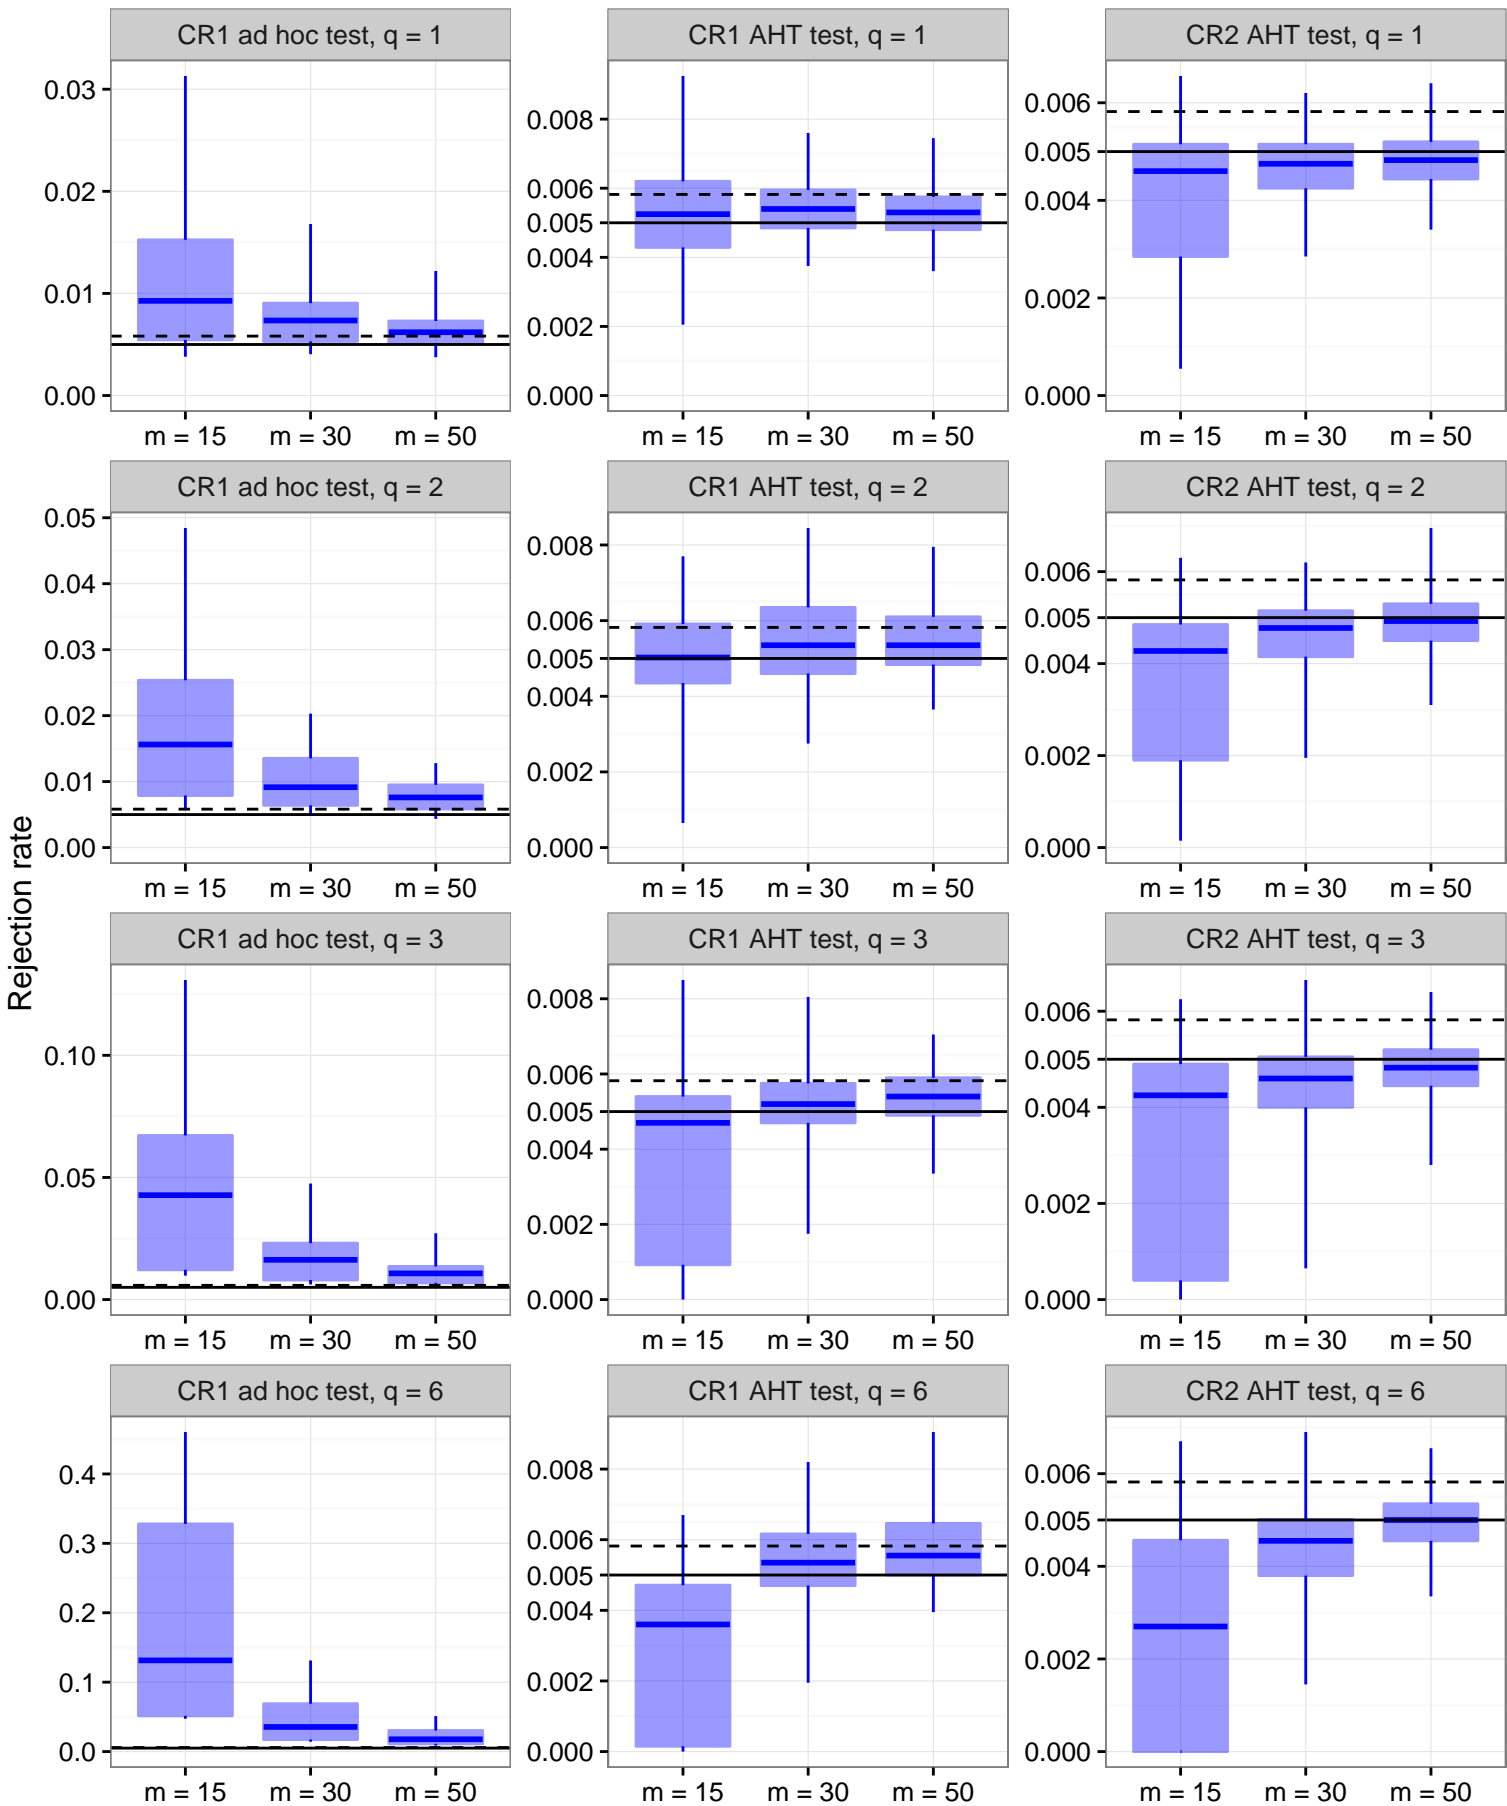 Rejection rate
CR1 ad hoc test, q = 1
0.03
0.02
0.01
0.00
m = 15 m = 30 m = 50
CR1 AHT test, q = 1
0.008
0.006
0.005
0.004
0.002
0.000
m = 15 m = 30 m = 50
CR2 AHT test, q = 1
0.006
0.005
0.004
0.002
0.000
m = 15 m = 30 m = 50
CR1 ad hoc test, q = 2
0.05
0.04
0.03
0.02
0.01
0.00
m = 15 m = 30 m = 50
CR1 AHT test, q = 2
0.008
0.006
0.005
0.004
0.002
0.000
m = 15 m = 30 m = 50
CR2 AHT test, q = 2
0.006
0.005
0.004
0.002
0.000
m = 15 m = 30 m = 50
CR1 ad hoc test, q = 3
0.10
0.05
0.00
m = 15 m = 30 m = 50
CR1 AHT test, q = 3
0.008
0.006
0.005
0.004
0.002
0.000
m = 15 m = 30 m = 50
CR2 AHT test, q = 3
0.006
0.005
0.004
0.002
0.000
m = 15 m = 30 m = 50
CR1 ad hoc test, q = 6
0.4
0.3
0.2
0.1
0.0
m = 15 m = 30 m = 50
CR1 AHT test, q = 6
0.008
0.006
0.005
0.004
0.002
0.000
m = 15 m = 30 m = 50
CR2 AHT test, q = 6
0.006
0.005
0.004
0.002
0.000
m = 15 m = 30 m = 50